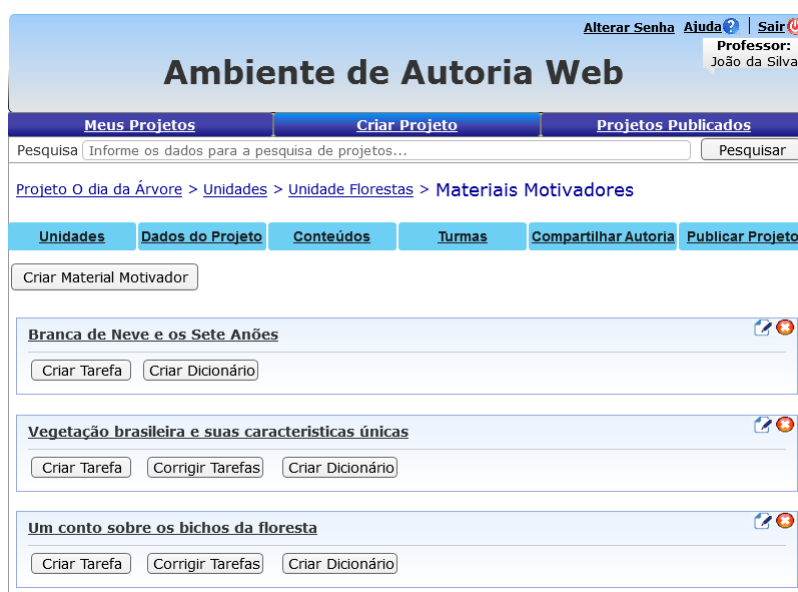 Alterar Senha Ajuda Sair
Professor:
João da Silva
Ambiente de Autoria Web
Meus Projetos Criar Projeto Projetos Publicados
Pesquisa Informe os dados para a pesquisa de projetos... Pesquisar
Projeto O dia da Árvore > Unidades > Unidade Florestas > Materiais Motivadores
Unidades Dados do Projeto Conteúdos Turmas Compartilhar Autoria Publicar Projeto
Criar Material Motivador
Branca de Neve e os Sete Anões
Criar Tarefa Criar Dicionário
Vegetação brasileira e suas caracteristicas únicas
Criar Tarefa Corrigir Tarefas Criar Dicionário
Um conto sobre os bichos da floresta
Criar Tarefa Corrigir Tarefas Criar Dicionário